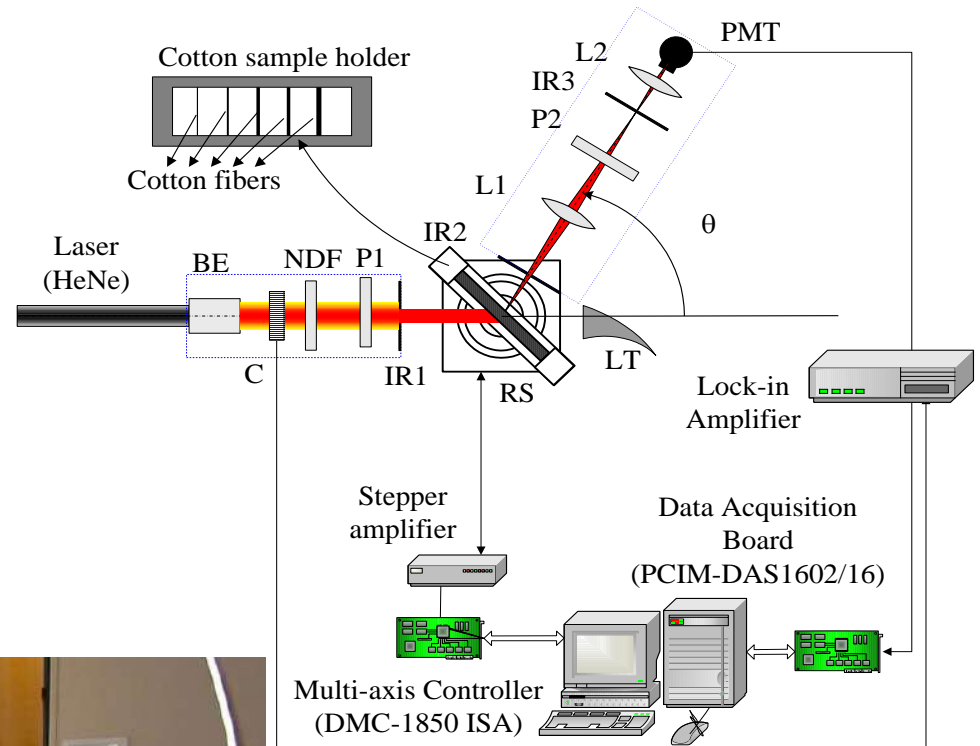 PMT
L2
Cotton sample holder
IR3
P2
Cotton fibers
L1
θ
IR2
Laser
(HeNe)
BE
NDF
P1
LT
C
IR1
RS
Lock-in
Amplifier
Stepper
amplifier
Data Acquisition
Board
(PCIM-DAS1602/16)
Multi-axis Controller
(DMC-1850 ISA)